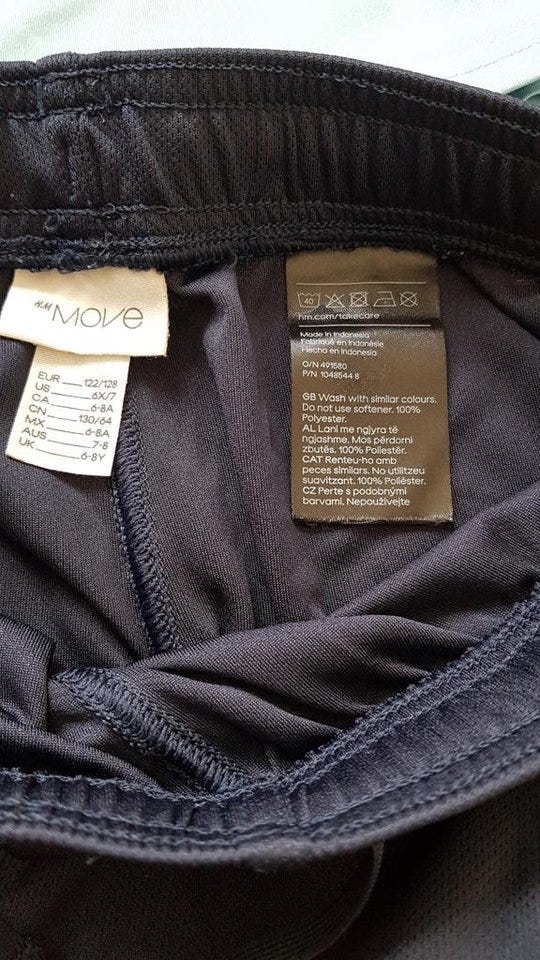 H&M MOVE
EUR 122/128
US 6X/7
CA 6-8A
CN 130/64
MX 6-8A
AUS 7-8
UK 6-8Y
40
hm.com/takecare
Made in Indonesia
Fabriqué en Indonésie
Hecho en Indonesia
O/N 491580
P/N 1048544 8
GB Wash with similar colours.
Do not use softener. 100%
Polyester.
AL Lani me ngjyra të
ngjashme. Mos përdorni
zbutës. 100% Poliestër.
CAT Renteu-ho amb
peces similars. No utilitzeu
suavitzant. 100% Polièster.
CZ Perte s podobnými
barvami. Nepoužívejte